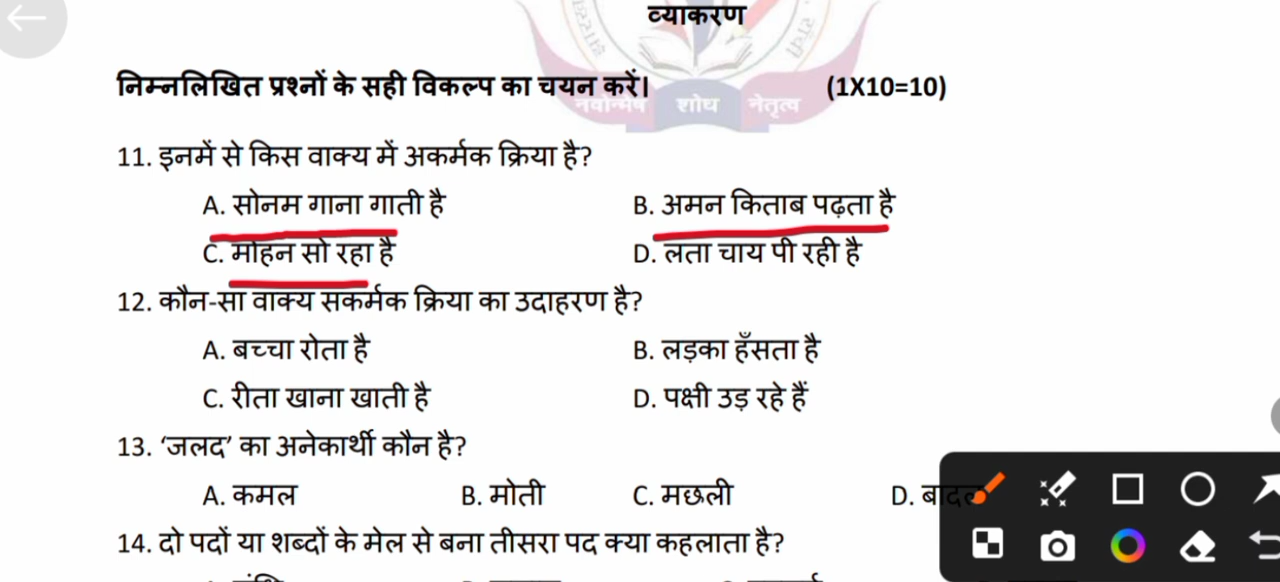 व्याकरण
निम्नलिखित प्रश्नों के सही विकल्प का चयन करें। (1X10=10)
नवोन्मेष शोध नेतृत्व
11. इनमें से किस वाक्य में अकर्मक क्रिया है?
A. सोनम गाना गाती है B. अमन किताब पढ़ता है
C. मोहन सो रहा है D. लता चाय पी रही है
12. कौन-सा वाक्य सकर्मक क्रिया का उदाहरण है?
A. बच्चा रोता है B. लड़का हँसता है
C. रीता खाना खाती है D. पक्षी उड़ रहे हैं
13. ‘जलद’ का अनेकार्थी कौन है?
A. कमल B. मोती C. मछली D. बादल
14. दो पदों या शब्दों के मेल से बना तीसरा पद क्या कहलाता है?